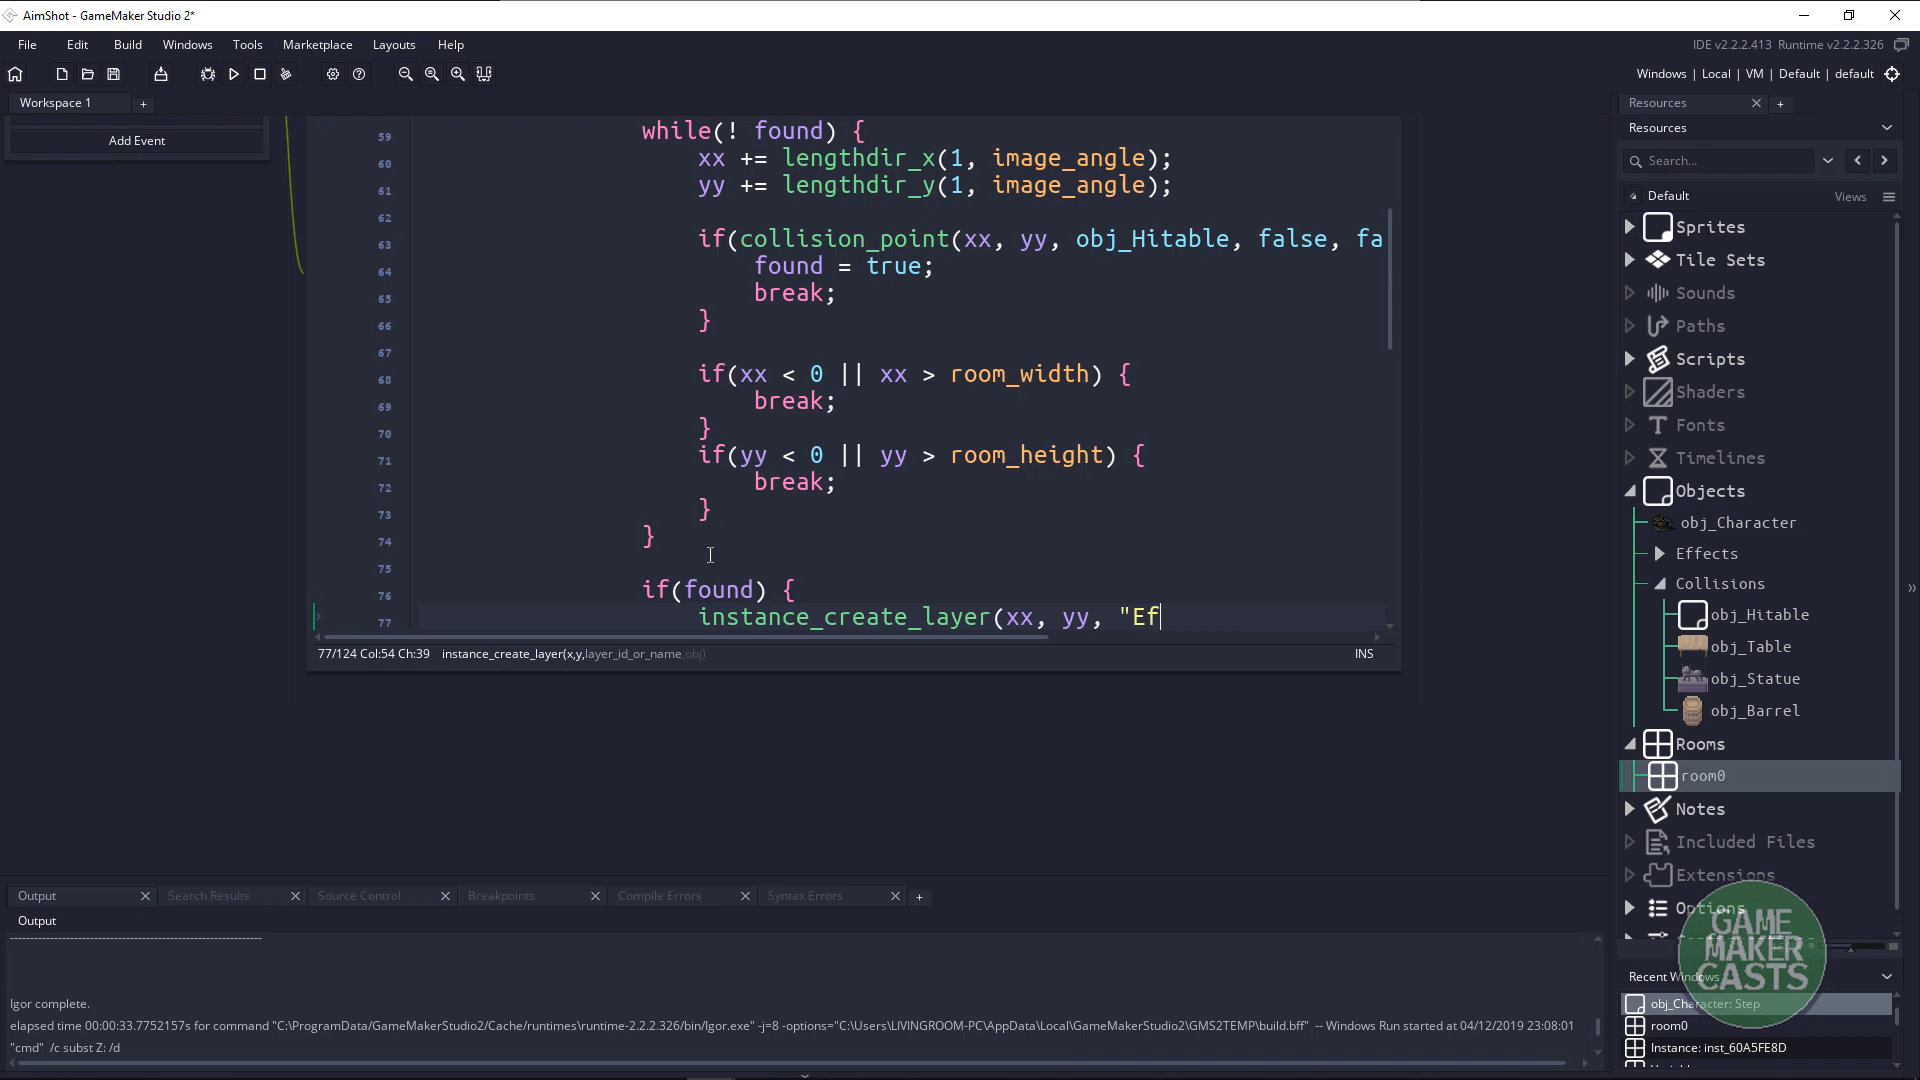 AimShot - GameMaker Studio 2*
File Edit Build Windows Tools Marketplace Layouts Help
IDE v2.2.2.413 Runtime v2.2.2.326
Windows | Local | VM | Default | default
Workspace 1 +
Add Event
59 while(! found) {
60 xx += lengthdir_x(1, image_angle);
61 yy += lengthdir_y(1, image_angle);
62
63 if(collision_point(xx, yy, obj_Hitable, false, fa
64 found = true;
65 break;
66 }
67
68 if(xx < 0 || xx > room_width) {
69 break;
70 }
71 if(yy < 0 || yy > room_height) {
72 break;
73 }
74 }
75
76 if(found) {
77 instance_create_layer(xx, yy, "Ef
77/124 Col:54 Ch:39 instance_create_layer(x,y,layer_id_or_name,obj) INS
Resources
Resources
Search...
Default Views
Sprites
Tile Sets
Sounds
Paths
Scripts
Shaders
Fonts
Timelines
Objects
obj_Character
Effects
Collisions
obj_Hitable
obj_Table
obj_Statue
obj_Barrel
Rooms
room0
Notes
Included Files
Extensions
Options
GAME
MAKER
CASTS
Recent Windows
obj_Character: Step
room0
Instance: inst_60A5FE8D
Output Search Results Source Control Breakpoints Compile Errors Syntax Errors +
Output
Igor complete.
elapsed time 00:00:33.7752157s for command "C:\ProgramData/GameMakerStudio2/Cache/runtimes\runtime-2.2.2.326/bin/Igor.exe" -j=8 -options="C:\Users\LIVINGROOM-PC\AppData\Local\GameMakerStudio2\GMS2TEMP\build.bff" -- Windows Run started at 04/12/2019 23:08:01
"cmd" /c subst Z: /d